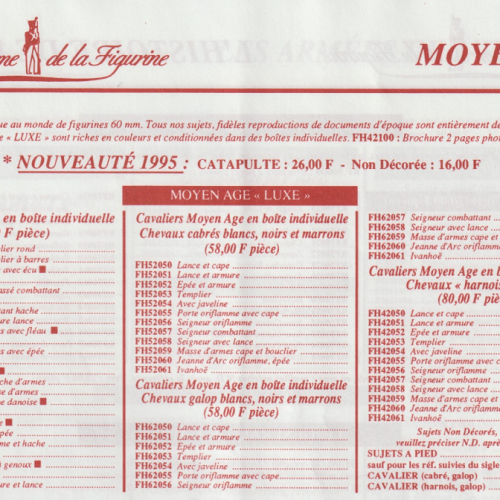 me de la Figurine
MOYE
ue au monde de figurines 60 mm. Tous nos sujets, fidèles reproductions de documents d'époque sont entièrement de
« LUXE » sont riches en couleurs et conditionnées dans des boîtes individuelles. FH42100 : Brochure 2 pages phot
* NOUVEAUTÉ 1995 : CATAPULTE : 26,00 F - Non Décorée : 16,00 F
en boîte individuelle
F pièce)
lier rond
lier à barres
avec écu ■
assé combattant
tant hache
ure lance
s avec fléau ■
s avec épée
■
che d'armes
se d'armes
e danoise ■
e ■
e
me et hache
à genoux ■
e
ure et lance
MOYEN AGE « LUXE »
Cavaliers Moyen Age en boîte individuelle
Chevaux cabrés blancs, noirs et marrons
(58,00 F pièce)
FH52050 Lance et cape
FH52051 Lance et armure
FH52052 Epée et armure
FH52053 Templier
FH52054 Avec javeline
FH52055 Porte oriflamme avec cape
FH52056 Seigneur oriflamme
FH52057 Seigneur combattant
FH52058 Seigneur avec lance
FH52059 Masse d'armes cape et bouclier
FH52060 Jeanne d'Arc oriflamme, épée
FH52061 Ivanhoë
Cavaliers Moyen Age en boîte individuelle
Chevaux galop blancs, noirs et marrons
(58,00 F pièce)
FH62050 Lance et cape
FH62051 Lance et armure
FH62052 Epée et armure
FH62053 Templier
FH62054 Avec javeline
FH62055 Porte oriflamme avec cape
FH62056 Seigneur oriflamme
FH62057 Seigneur combattant
FH62058 Seigneur avec lance
FH62059 Masse d'armes cape et
FH62060 Jeanne d'Arc oriflamme
FH62061 Ivanhoë
Cavaliers Moyen Age en b
Chevaux « harnois
(80,00 F piè
FH42050 Lance et cape
FH42051 Lance et armure
FH42052 Epée et armure
FH42053 Templier
FH42054 Avec javeline
FH42055 Porte oriflamme avec c
FH42056 Seigneur oriflamme
FH42057 Seigneur combattant
FH42058 Seigneur avec lance
FH42059 Masse d'armes cape et
FH42060 Jeanne d'Arc oriflamme
FH42061 Ivanhoë
Sujets Non Décorés,
veuillez préciser N.D. aprè
SUJETS A PIED
sauf pour les réf. suivies du sigle
CAVALIER (cabré, galop)
CAVALIER (harnois, galop)